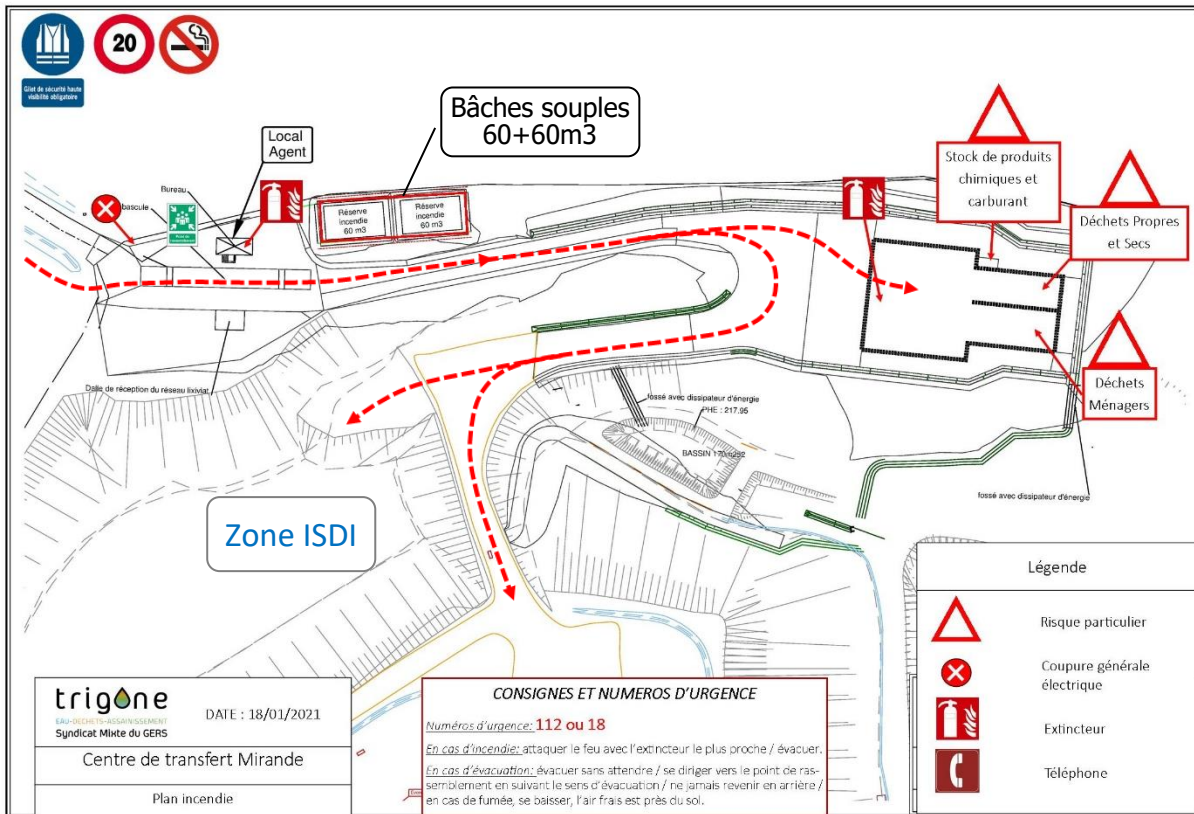 Gilet de sécurité haute
visibilité obligatoire
20
Bâches souples
60+60m3
Local
Agent
Bureau
bascule
Réserve
incendie
60 m3
Réserve
incendie
60 m3
Stock de produits
chimiques et
carburant
Déchets Propres
et Secs
Déchets
Ménagers
Dalle de réception du réseau lixiviat
fossé avec dissipateur d'énergie
PHE : 217.95
BASSIN 170m²
fossé avec dissipateur d'énergie
Zone ISDI
Légende
Risque particulier
Coupure générale
électrique
Extincteur
Téléphone
trigone
EAU-DECHETS-ASSAINISSEMENT
Syndicat Mixte du GERS
DATE : 18/01/2021
Centre de transfert Mirande
Plan incendie
CONSIGNES ET NUMEROS D'URGENCE
Numéros d'urgence: 112 ou 18
En cas d'incendie: attaquer le feu avec l'extincteur le plus proche / évacuer.
En cas d'évacuation: évacuer sans attendre / se diriger vers le point de ras-
semblement en suivant le sens d'évacuation / ne jamais revenir en arrière /
en cas de fumée, se baisser, l'air frais est près du sol.